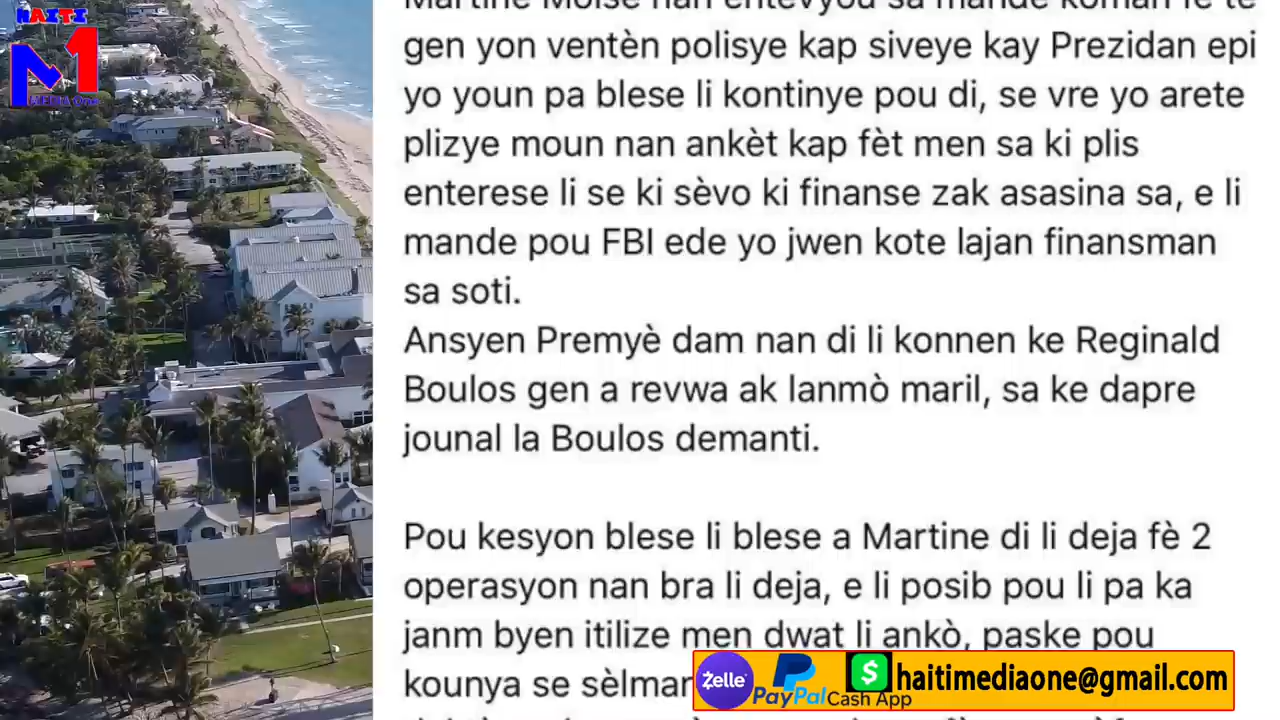 HAITI
M1
MEDIA One
Martine Moïse nan entèvyou sa mande koman fè te
gen yon ventèn polisye kap siveye kay Prezidan epi
yo youn pa blese li kontinye pou di, se vre yo arete
plizye moun nan ankèt kap fèt men sa ki plis
enterese li se ki sèvo ki finanse zak asasina sa, e li
mande pou FBI ede yo jwen kote lajan finansman
sa soti.
Ansyen Premyè dam nan di li konnen ke Reginald
Boulos gen a revwa ak lanmò maril, sa ke dapre
jounal la Boulos demanti.
Pou kesyon blese li blese a Martine di li deja fè 2
operasyon nan bra li deja, e li posib pou li pa ka
janm byen itilize men dwat li ankò, paske pou
kounya se
Zelle
PayPal
Cash App
haitimediaone@gmail.com